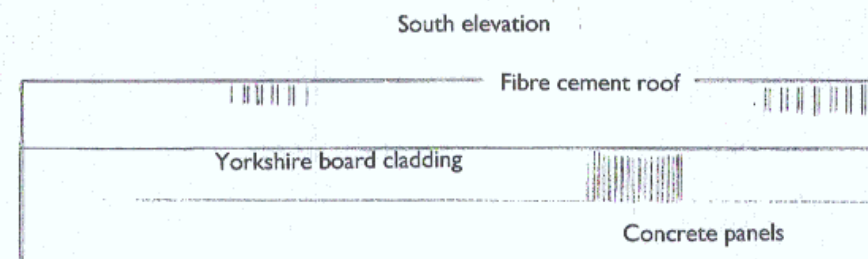 South elevation
Fibre cement roof
Yorkshire board cladding
Concrete panels